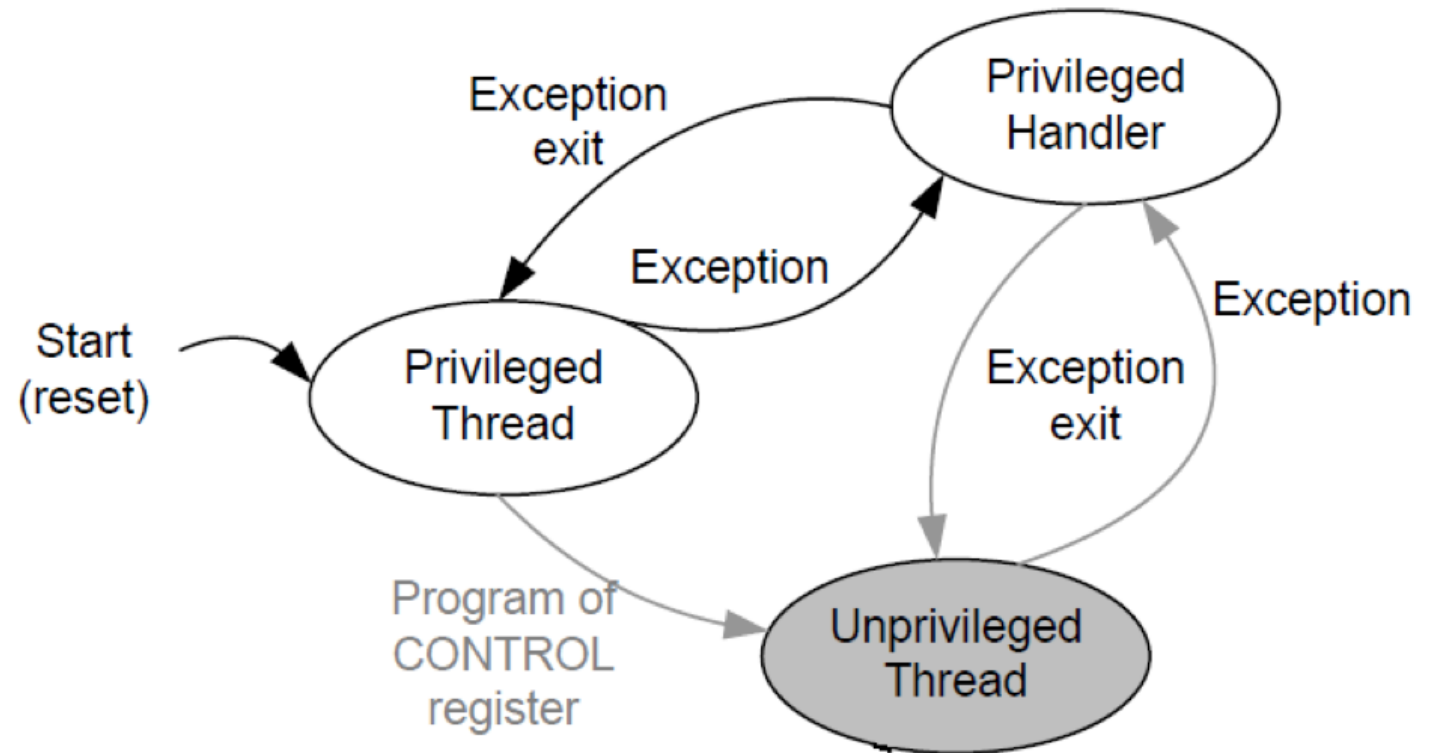 Privileged
Handler
Exception
exit
Exception
Exception
Start
(reset)
Privileged
Thread
Exception
exit
Program of
CONTROL
register
Unprivileged
Thread